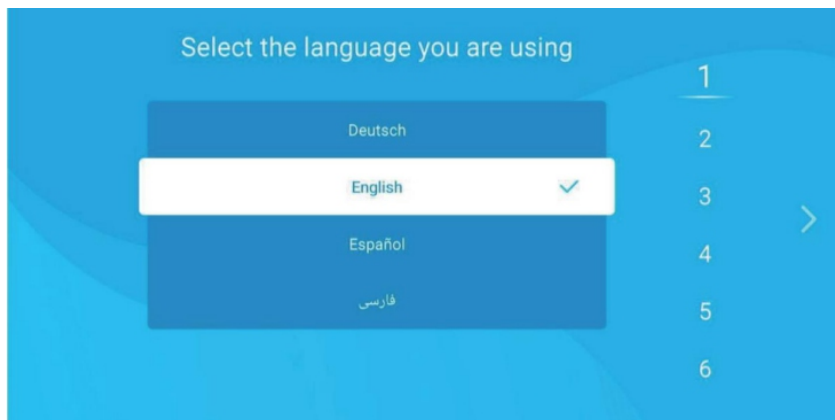 Select the language you are using
Deutsch
English
Español
فارسی
1
2
3
4
5
6